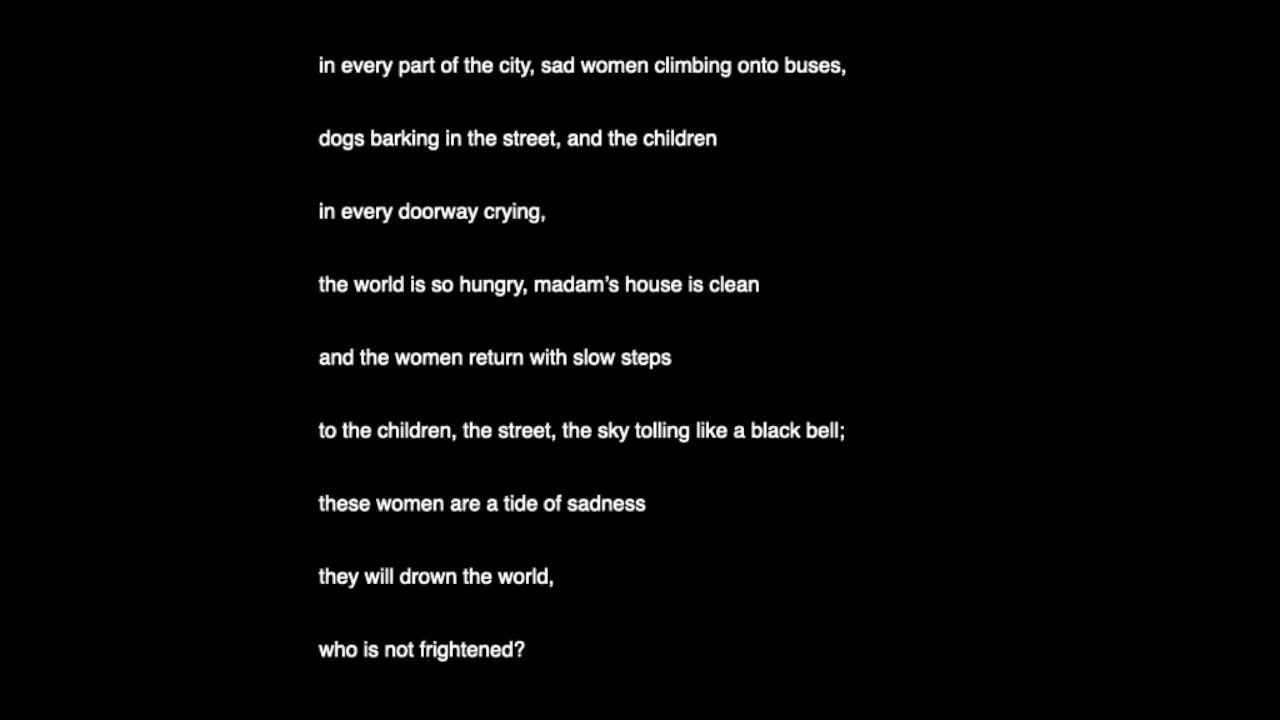 in every part of the city, sad women climbing onto buses,
dogs barking in the street, and the children
in every doorway crying,
the world is so hungry, madam’s house is clean
and the women return with slow steps
to the children, the street, the sky tolling like a black bell;
these women are a tide of sadness
they will drown the world,
who is not frightened?